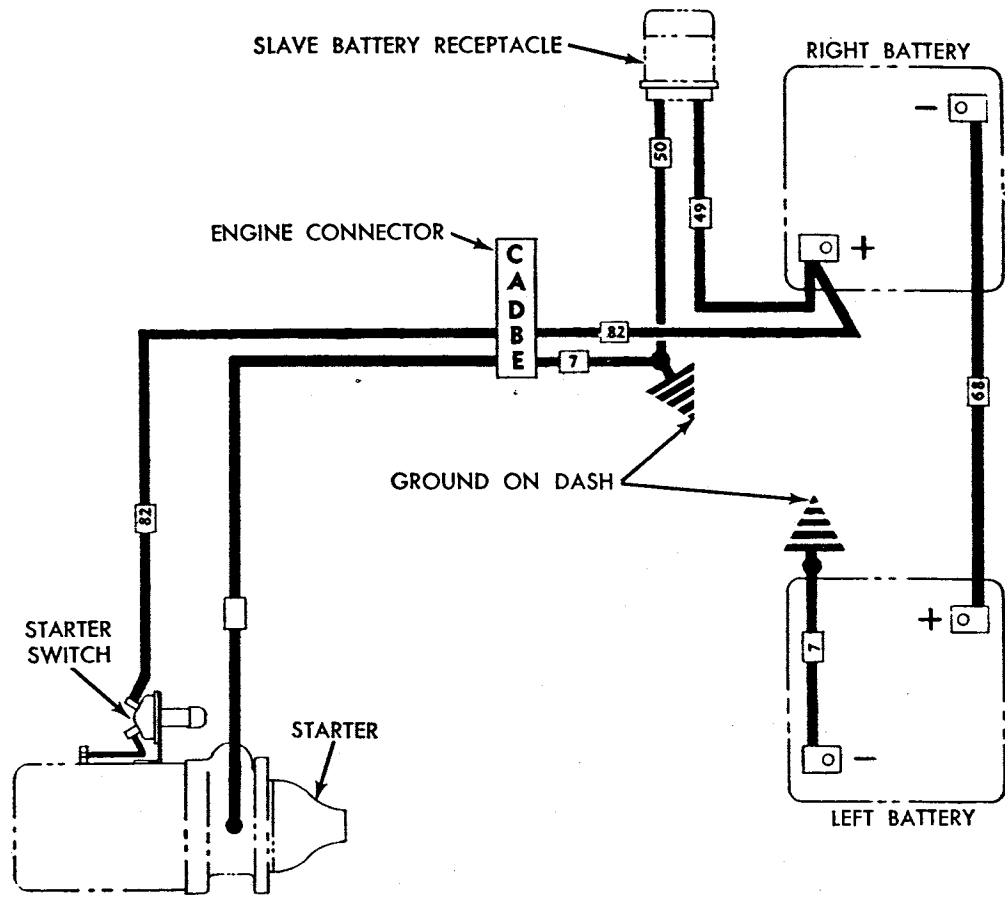 SLAVE BATTERY RECEPTACLE
RIGHT BATTERY
−
50
49
ENGINE CONNECTOR
+
C
A
D
B
E
82
7
68
GROUND ON DASH
82
STARTER
SWITCH
+
7
STARTER
−
LEFT BATTERY